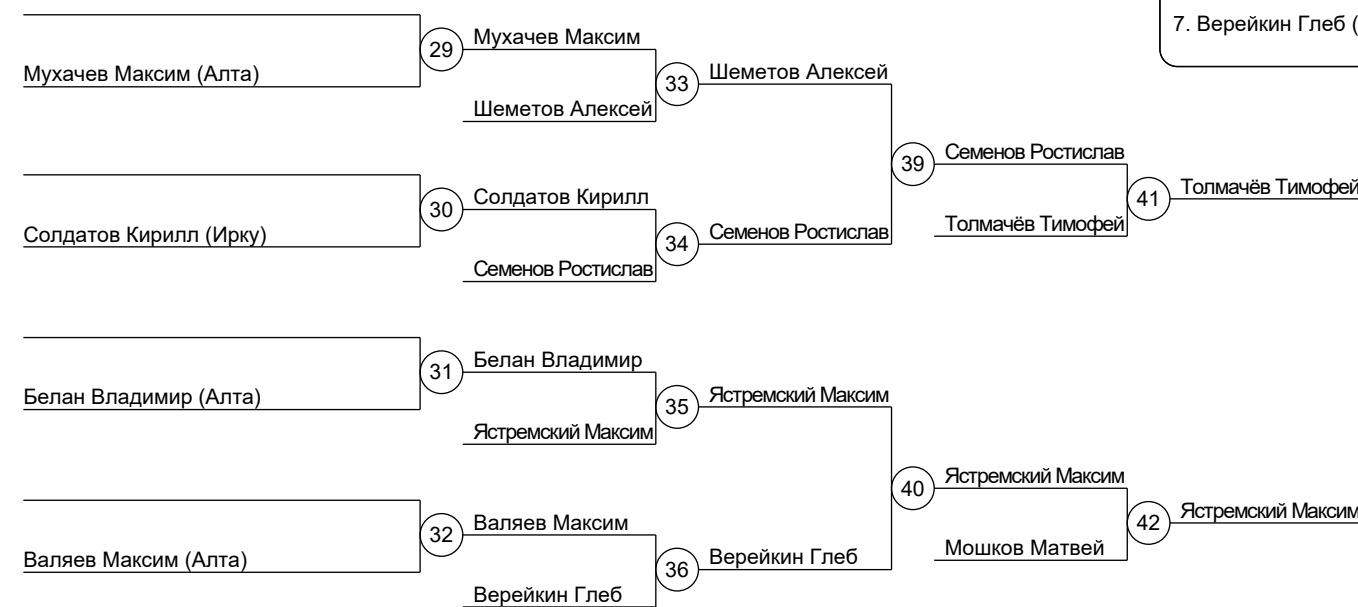 7. Верейкин Глеб (
29
Мухачев Максим
Мухачев Максим (Алта)
33
Шеметов Алексей
Шеметов Алексей
39
Семенов Ростислав
30
Солдатов Кирилл
41
Толмачёв Тимофей
Солдатов Кирилл (Ирку)
34
Семенов Ростислав
Толмачёв Тимофей
Семенов Ростислав
31
Белан Владимир
Белан Владимир (Алта)
35
Ястремский Максим
Ястремский Максим
40
Ястремский Максим
32
Валяев Максим
42
Ястремский Максим
Валяев Максим (Алта)
36
Верейкин Глеб
Мошков Матвей
Верейкин Глеб